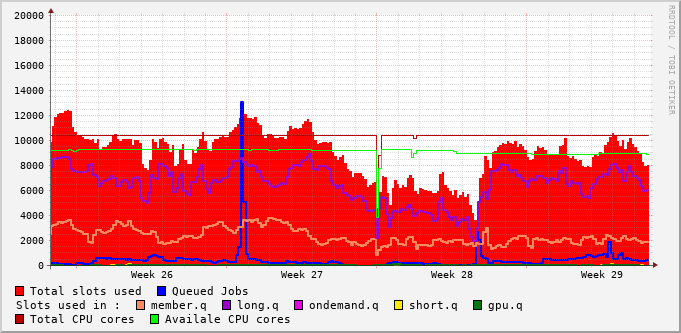 20000
18000
16000
14000
12000
10000
8000
6000
4000
2000
0
Week 26 Week 27 Week 28 Week 29
RRDTOOL / TOBI OETIKER
Total slots used Queued Jobs
Slots used in : member.q long.q ondemand.q short.q gpu.q
Total CPU cores Availale CPU cores